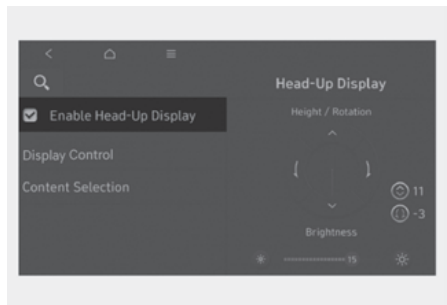 Head-Up Display
Enable Head-Up Display
Height / Rotation
Display Control
Content Selection
11
-3
Brightness
15